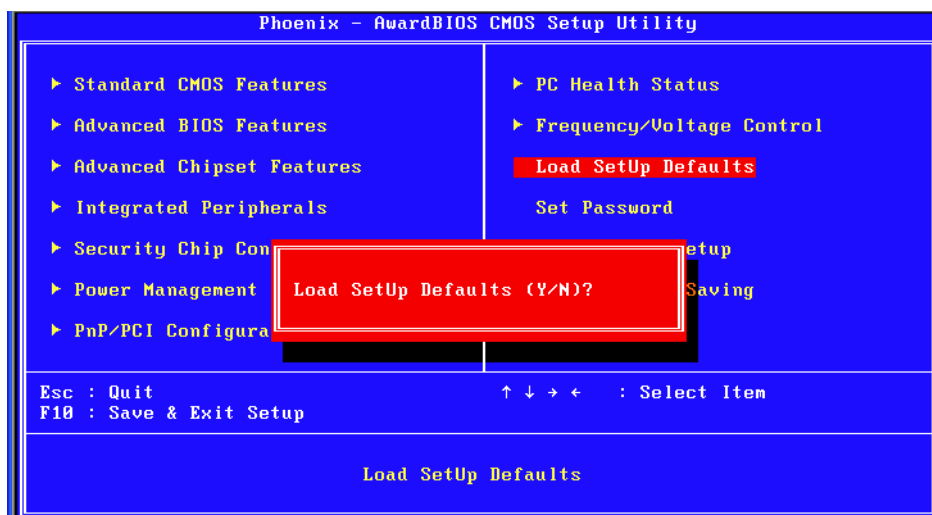 Phoenix - AwardBIOS CMOS Setup Utility
▶ Standard CMOS Features
▶ Advanced BIOS Features
▶ Advanced Chipset Features
▶ Integrated Peripherals
▶ Security Chip Con
▶ Power Management
▶ PnP/PCI Configura
▶ PC Health Status
▶ Frequency/Voltage Control
Load SetUp Defaults
Set Password
etup
Saving
Load SetUp Defaults (Y/N)?
Esc : Quit
F10 : Save & Exit Setup
↑ ↓ → ← : Select Item
Load SetUp Defaults